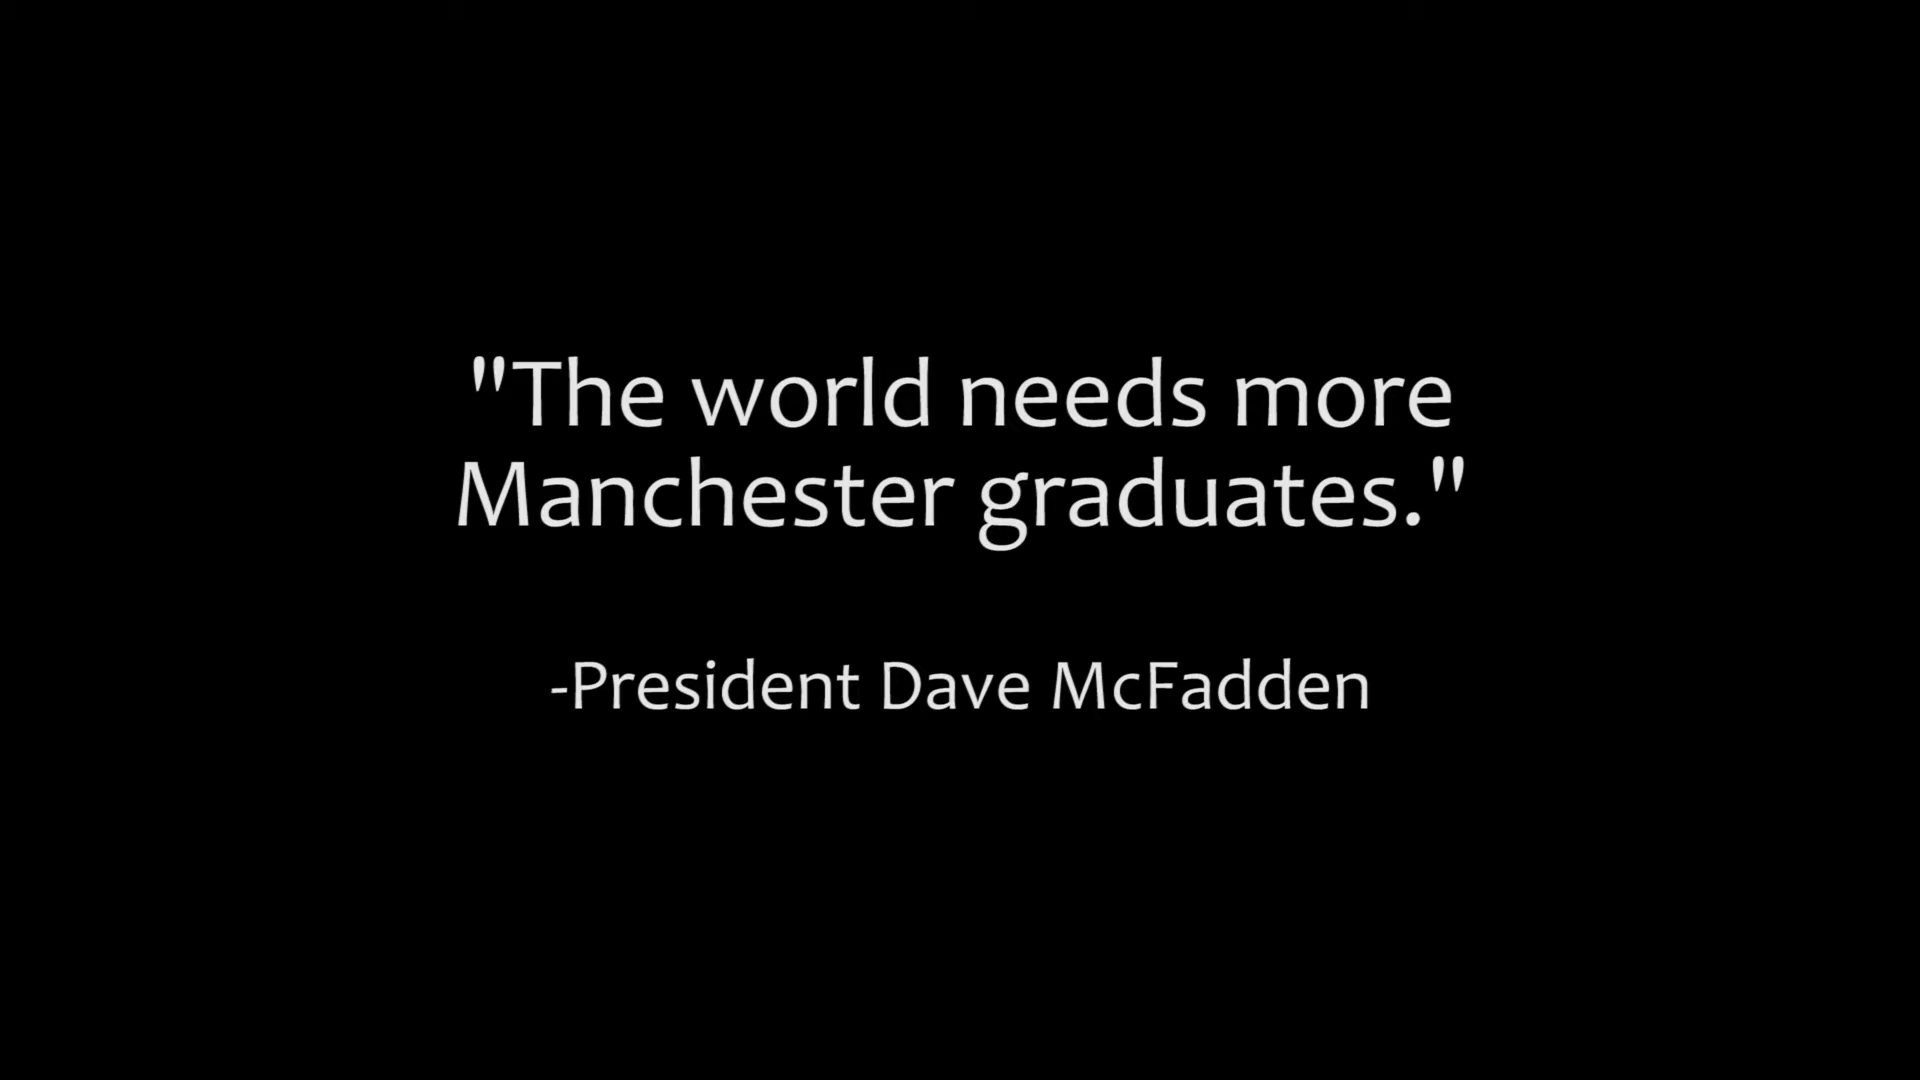 "The world needs more
Manchester graduates."
-President Dave McFadden